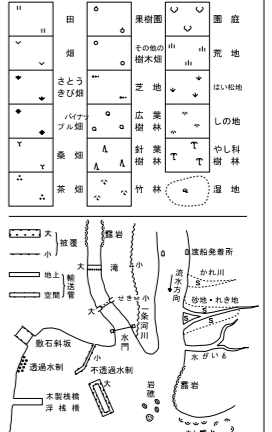 田
果樹園
園庭
畑
その他の
樹木畑
荒地
さとう
きび畑
芝地
はい松地
パイナッ
プル畑
広葉
樹林
しの地
桑畑
針葉
樹林
やし科
樹林
茶畑
竹林
湿地
大
小
被覆
地上
空間
輸送管
露岩
滝
小
大
せき
小
大
水門
一条河川
渡船発着所
流水方向
かれ川
砂地・れき地
水がいる
敷石斜坂
透過水制
小
不透過水制
大
木製桟橋
浮桟橋
岩礁
露岩